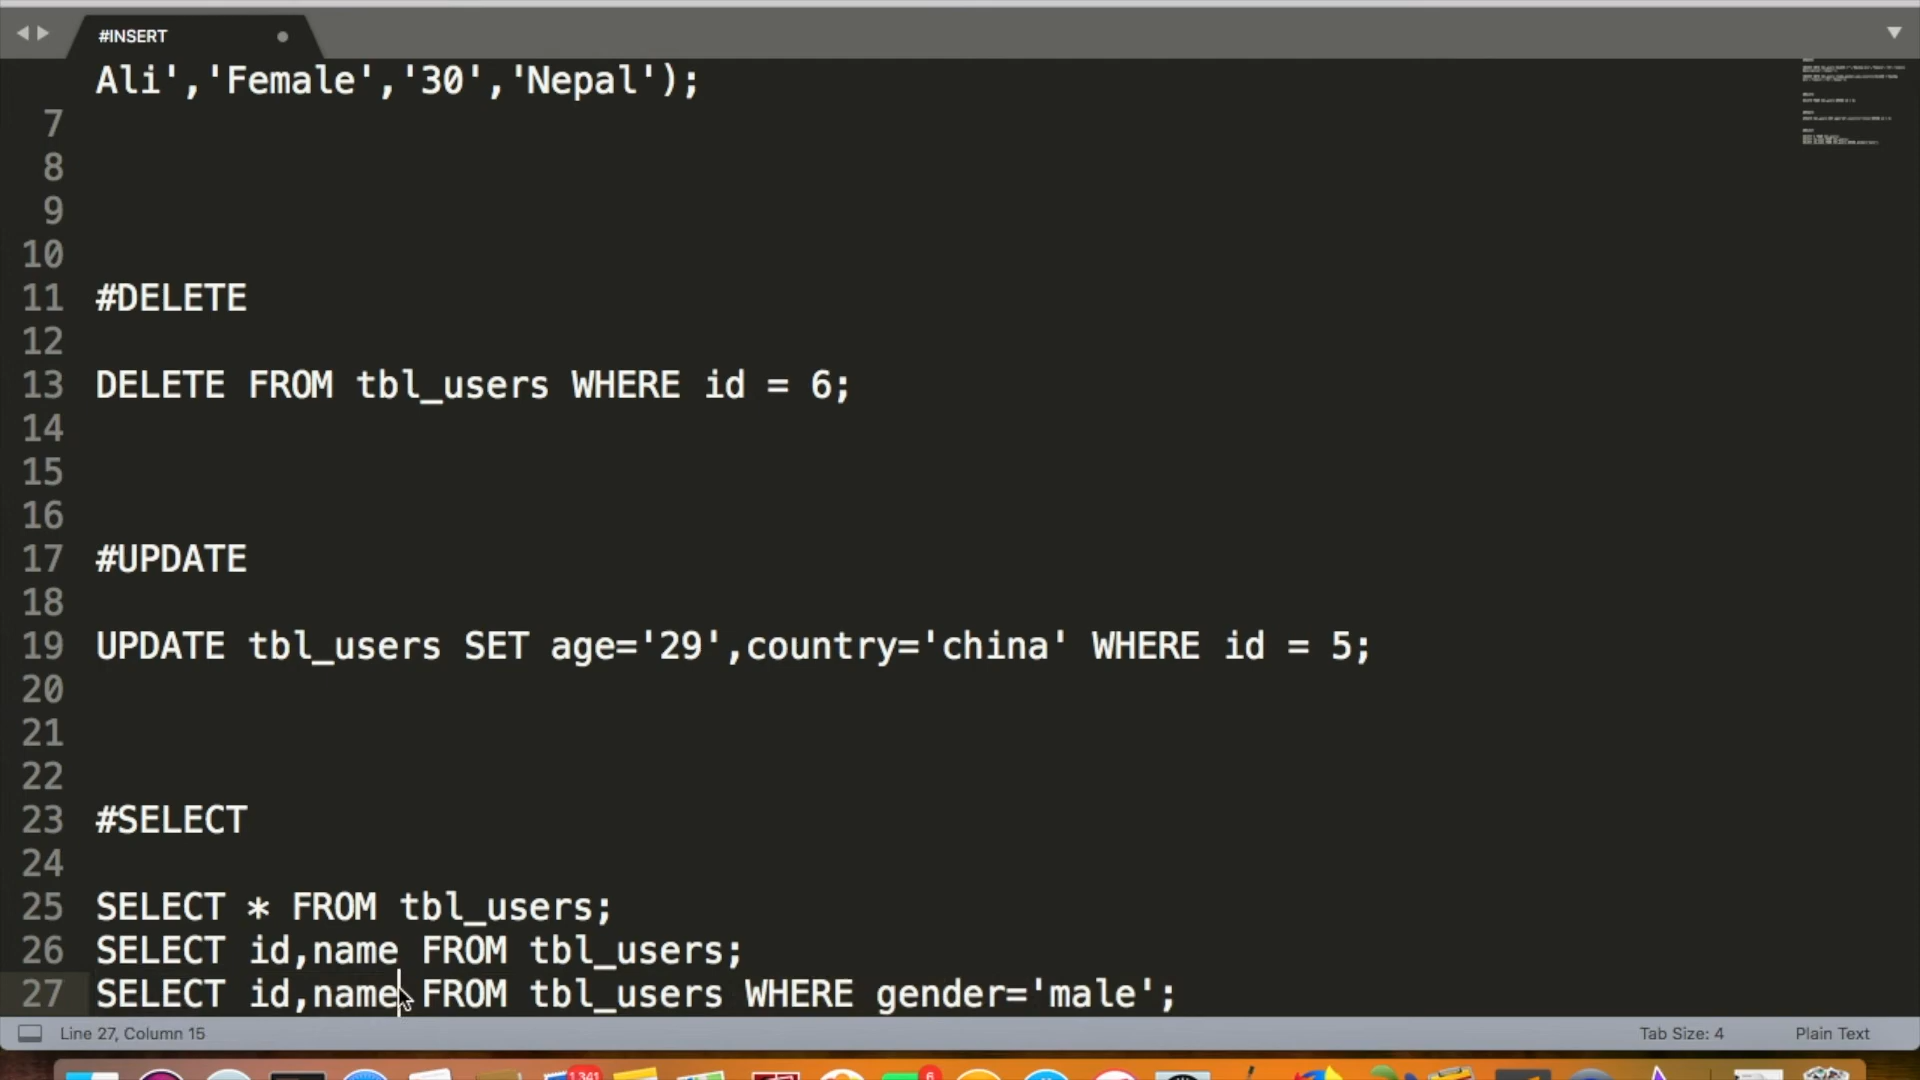 #INSERT
Ali','Female','30','Nepal');
7
8
9
10
11 #DELETE
12
13 DELETE FROM tbl_users WHERE id = 6;
14
15
16
17 #UPDATE
18
19 UPDATE tbl_users SET age='29',country='china' WHERE id = 5;
20
21
22
23 #SELECT
24
25 SELECT * FROM tbl_users;
26 SELECT id,name FROM tbl_users;
27 SELECT id,name FROM tbl_users WHERE gender='male';
Line 27, Column 15 Tab Size: 4 Plain Text
1341 6